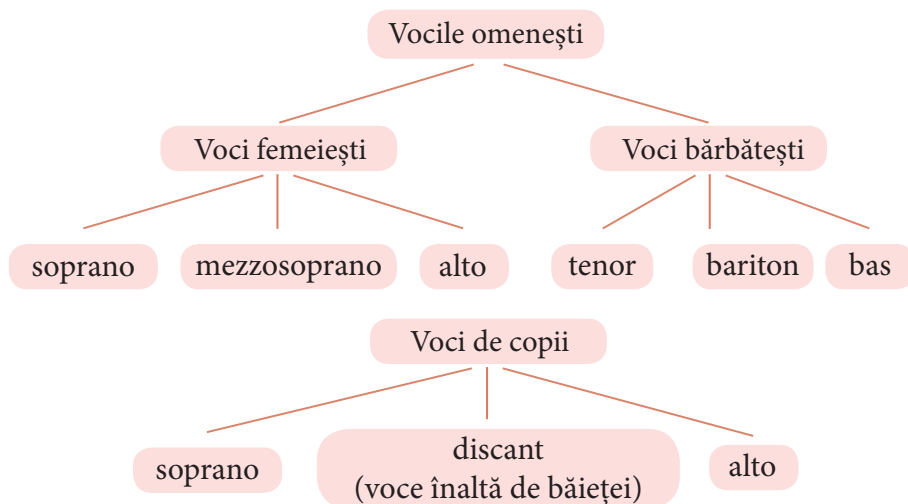 Vocile omenești
Voci femeiești
Voci bărbătești
soprano
mezzosoprano
alto
tenor
bariton
bas
Voci de copii
soprano
discant
(voce înaltă de băieței)
alto